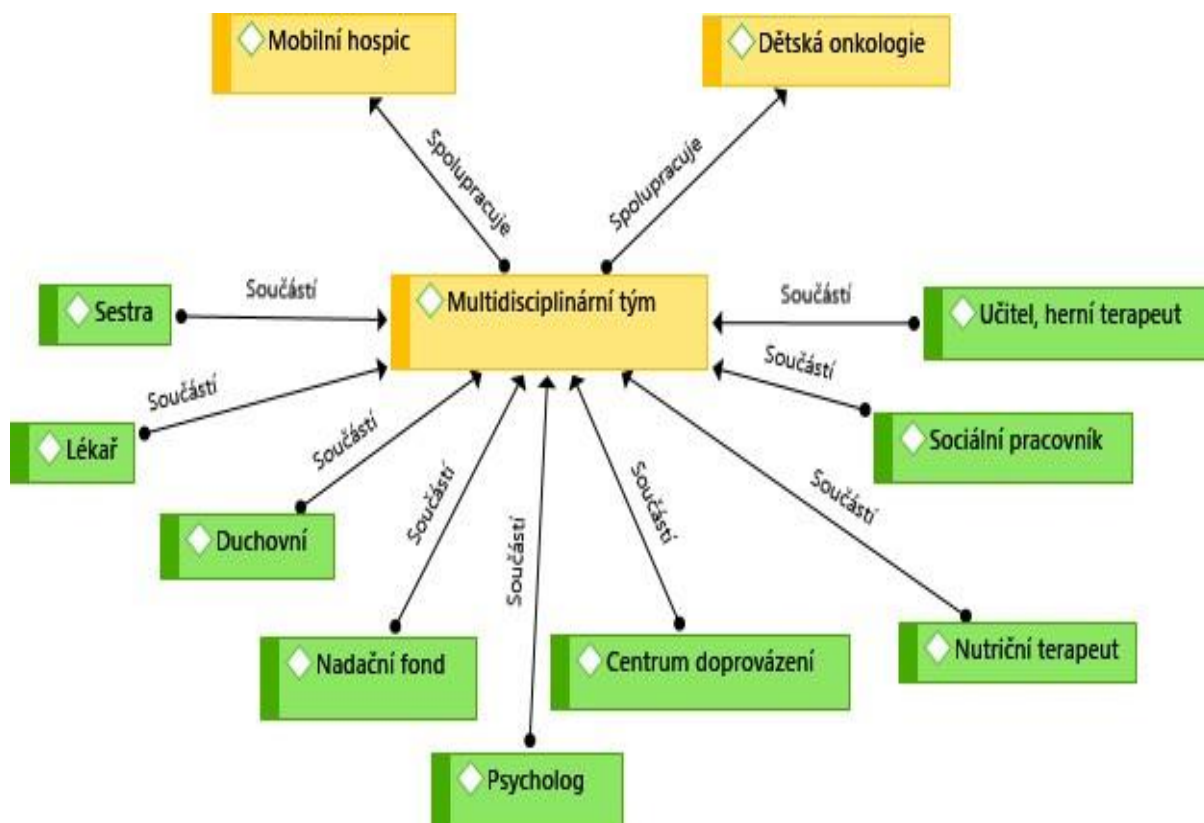 Mobilní hospic
Dětská onkologie
Spolupracuje
Spolupracuje
Sestra
Součástí
Multidisciplinární tým
Součástí
Učitel, herní terapeut
Lékař
Součástí
Součástí
Sociální pracovník
Duchovní
Součástí
Součástí
Součástí
Součástí
Součástí
Nadační fond
Centrum doprovázení
Nutriční terapeut
Psycholog